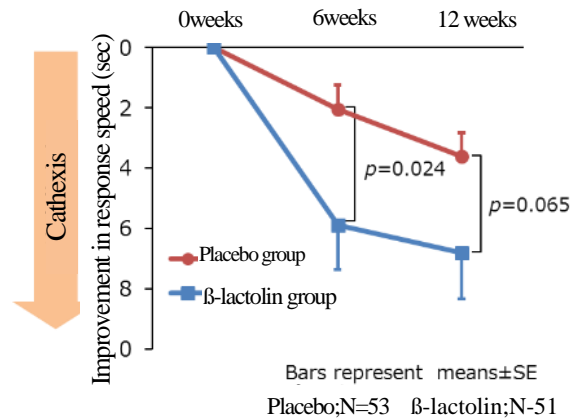 0weeks 6weeks 12 weeks
Cathexis
Improvement in response speed (sec)
0
2
4
6
8
0
p=0.024
p=0.065
Placebo group
ß-lactolin group
Bars represent means±SE
Placebo;N=53 ß-lactolin;N-51